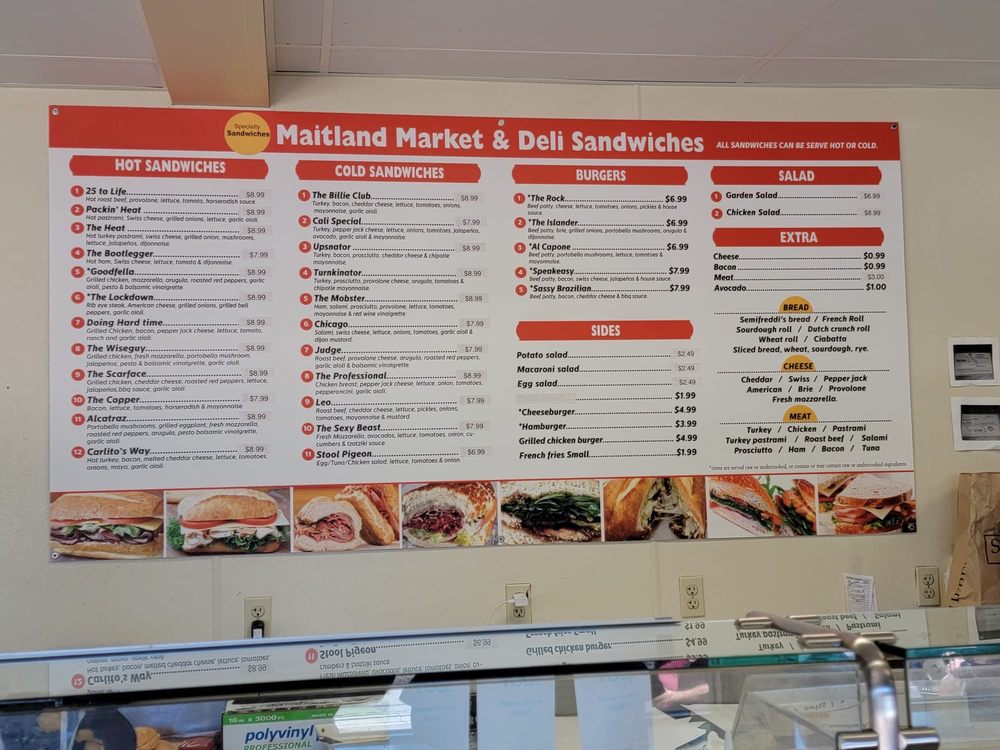 Specialty
Sandwiches
Maitland Market & Deli Sandwiches
ALL SANDWICHES CAN BE SERVE HOT OR COLD.
HOT SANDWICHES
1 25 to Life $8.99
Hot roast beef, provolone, lettuce, tomato, horseradish sauce.
2 Packin' Heat $8.99
Hot pastrami, Swiss cheese, grilled onions, lettuce, garlic aioli.
3 The Heat $8.99
Hot turkey pastrami, swiss cheese, grilled onion, mushrooms,
lettuce, jalapeños, dijonnaise.
4 The Bootlegger $7.99
Hot ham, Swiss cheese, lettuce, tomato & dijonnaise.
5 *Goodfella $8.99
Grilled chicken, mozzarella, arugula, roasted red peppers, garlic
aioli, pesto & balsamic vinaigrette.
6 *The Lockdown $8.99
Rib eye steak, American cheese, grilled onions, grilled bell
peppers, garlic aioli.
7 Doing Hard time $8.99
Grilled Chicken, bacon, pepper jack cheese, lettuce, tomato,
ranch and garlic aioli.
8 The Wiseguy $8.99
Grilled chicken, fresh mozzarella, portobello mushroom,
jalapeños, pesto & balsamic vinaigrette, garlic aioli.
9 The Scarface $8.99
Grilled chicken, cheddar cheese, roasted red peppers, lettuce,
jalapeños,bbq sauce, garlic aioli.
10 The Copper $7.99
Bacon, lettuce, tomatoes, horseradish & mayonnaise
11 Alcatraz $8.99
Portobello mushrooms, grilled eggplant, fresh mozzarella,
roasted red peppers, arugula, pesto balsamic vinaigrette,
garlic aioli.
12 Carlito's Way $8.99
Hot turkey, bacon, melted cheddar cheese, lettuce, tomatoes,
onions, mayo, garlic aioli.
COLD SANDWICHES
1 The Billie Club $8.99
Turkey, bacon, cheddar cheese, lettuce, tomatoes, onions,
mayonnaise, garlic aioli.
2 Cali Special $7.99
Turkey, pepper jack cheese, lettuce, onions, tomatoes, jalapeños,
avocado, garlic aioli & mayonnaise.
3 Upsnator $8.99
Turkey, bacon, prosciutto, cheddar cheese & chipotle
mayonnaise.
4 Turnkinator $8.99
Turkey, prosciutto, provolone cheese, arugula, tomatoes &
chipotle mayonnaise.
5 The Mobster $8.99
Ham, salami, prosciutto, provolone, lettuce, tomatoes,
mayonnaise & red wine vinaigrette.
6 Chicago $7.99
Salami, swiss cheese, lettuce, onions, tomatoes, garlic aioli &
dijon mustard.
7 Judge $7.99
Roast beef, provolone cheese, arugula, roasted red peppers,
garlic aioli & balsamic vinaigrette.
8 The Professional $8.99
Chicken breast, pepper jack cheese, lettuce, onion, tomatoes,
pepperoncini, garlic aioli.
9 Leo $7.99
Roast beef, cheddar cheese, lettuce, pickles, onions,
tomatoes, mayonnaise & mustard.
10 The Sexy Beast $7.99
Fresh Mozzarella, avocados, lettuce, tomatoes, onion, cu-
cumbers & tzatziki sauce.
11 Stool Pigeon $6.99
Egg/Tuna/Chicken salad, lettuce, tomatoes & onion
BURGERS
1 *The Rock $6.99
Beef patty, cheese, lettuce, tomatoes, onions, pickles & house
sauce.
2 *The Islander $6.99
Beef patty, brie, grilled onions, portobello mushrooms, arugula &
dijonnaise.
3 *Al Capone $6.99
Beef patty, portobello mushrooms, lettuce, tomatoes &
mayonnaise.
4 *Speakeasy $7.99
Beef patty, bacon, swiss cheese, jalapeños & house sauce.
5 *Sassy Brazilian $7.99
Beef patty, bacon, cheddar cheese & bbq sauce.
SIDES
Potato salad $2.49
Macaroni salad $2.49
Egg salad $2.49
$1.99
*Cheeseburger $4.99
*Hamburger $3.99
Grilled chicken burger $4.99
French fries Small $1.99
SALAD
1 Garden Salad $6.99
2 Chicken Salad $8.99
EXTRA
Cheese $0.99
Bacon $0.99
Meat $3.00
Avocado $1.00
BREAD
Semifreddi's bread / French Roll
Sourdough roll / Dutch crunch roll
Wheat roll / Ciabatta
Sliced bread, wheat, sourdough, rye.
CHEESE
Cheddar / Swiss / Pepper jack
American / Brie / Provolone
Fresh mozzarella.
MEAT
Turkey / Chicken / Pastrami
Turkey pastrami / Roast beef / Salami
Prosciutto / Ham / Bacon / Tuna
*items are served raw or undercooked, or contain or may contain raw or undercooked ingredients
18 in. X 3000 FT.
MADE IN
polyvinyl
PROFESSIONAL